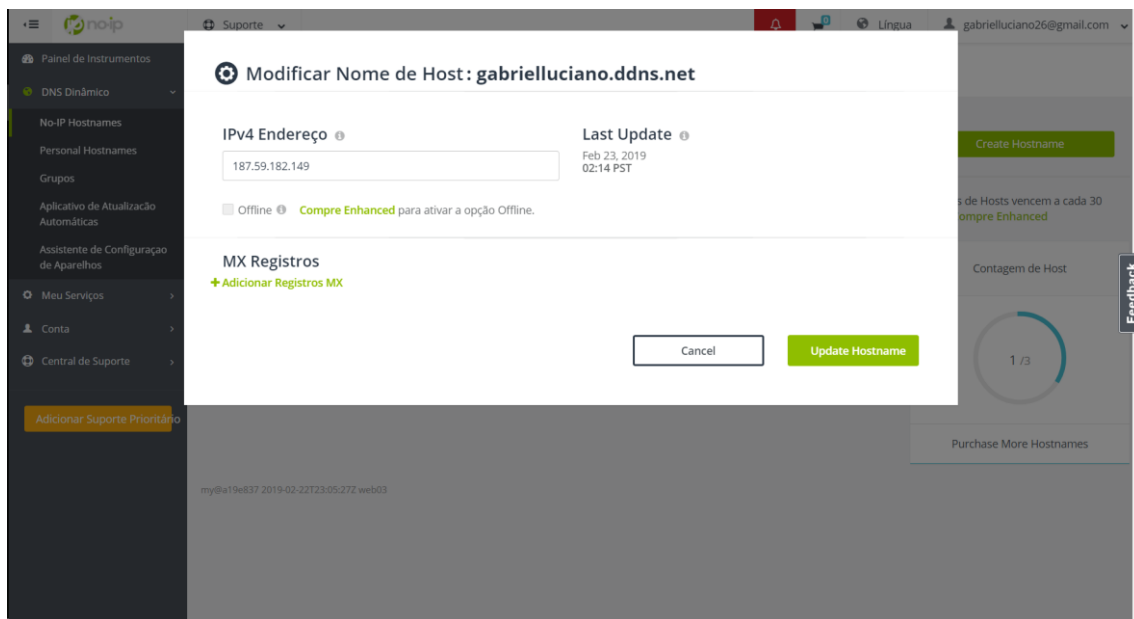 no-ip
Suporte
0
Língua
gabrielluciano26@gmail.com
Painel de Instrumentos
DNS Dinâmico
No-IP Hostnames
Personal Hostnames
Grupos
Aplicativo de Atualizacão
Automáticas
Assistente de Configuraçao
de Aparelhos
Meu Serviços
Conta
Central de Suporte
Adicionar Suporte Prioritário
Modificar Nome de Host: gabrielluciano.ddns.net
IPv4 Endereço
187.59.182.149
Last Update
Feb 23, 2019
02:14 PST
Offline Compre Enhanced para ativar a opção Offline.
MX Registros
+ Adicionar Registros MX
Cancel
Update Hostname
Create Hostname
s de Hosts vencem a cada 30
ompre Enhanced
Contagem de Host
1 /3
Purchase More Hostnames
Feedback
my@a19e837 2019-02-22T23:05:27Z web03